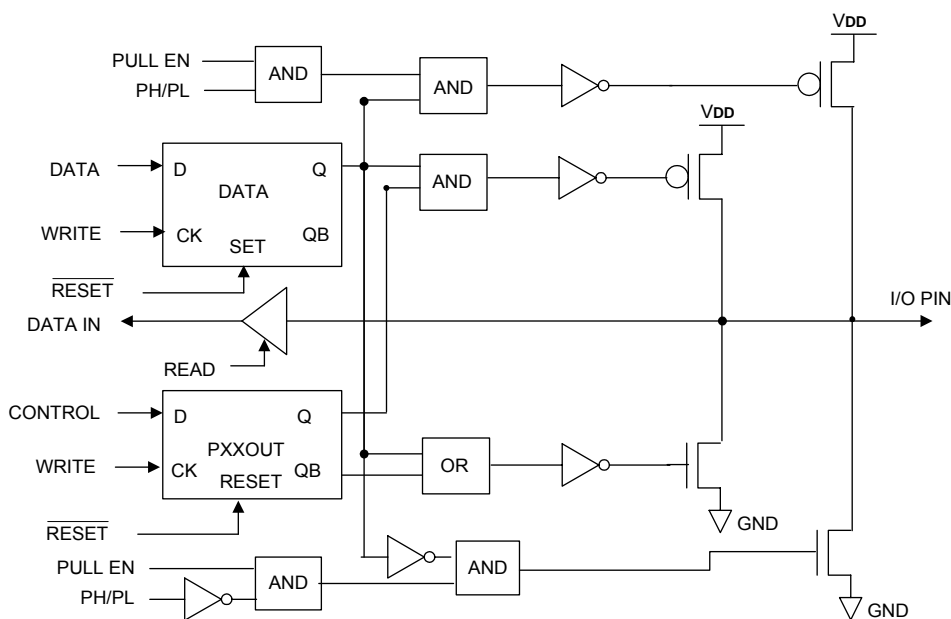 VDD
PULL EN
PH/PL
AND
AND
VDD
DATA
D
Q
DATA
AND
WRITE
CK
QB
SET
RESET
I/O PIN
DATA IN
READ
CONTROL
D
Q
PXXOUT
OR
WRITE
CK
QB
RESET
GND
RESET
PULL EN
AND
AND
PH/PL
GND